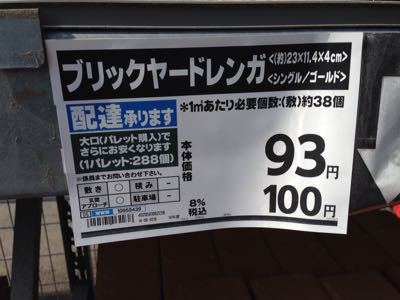 ブリックヤードレンガ
<(約)23×11.4×4cm>
<シングル/ゴールド>
配達承ります
*1㎡あたり必要個数:(敷)約38個
大口(パレット購入)で
さらにお安くなります
(1パレット:288個)
※係員までお問い合わせ下さい。
敷き ○ 積み -
玄関アプローチ ○ 駐車場 -
本体価格
93円
8%税込
100円
10959439